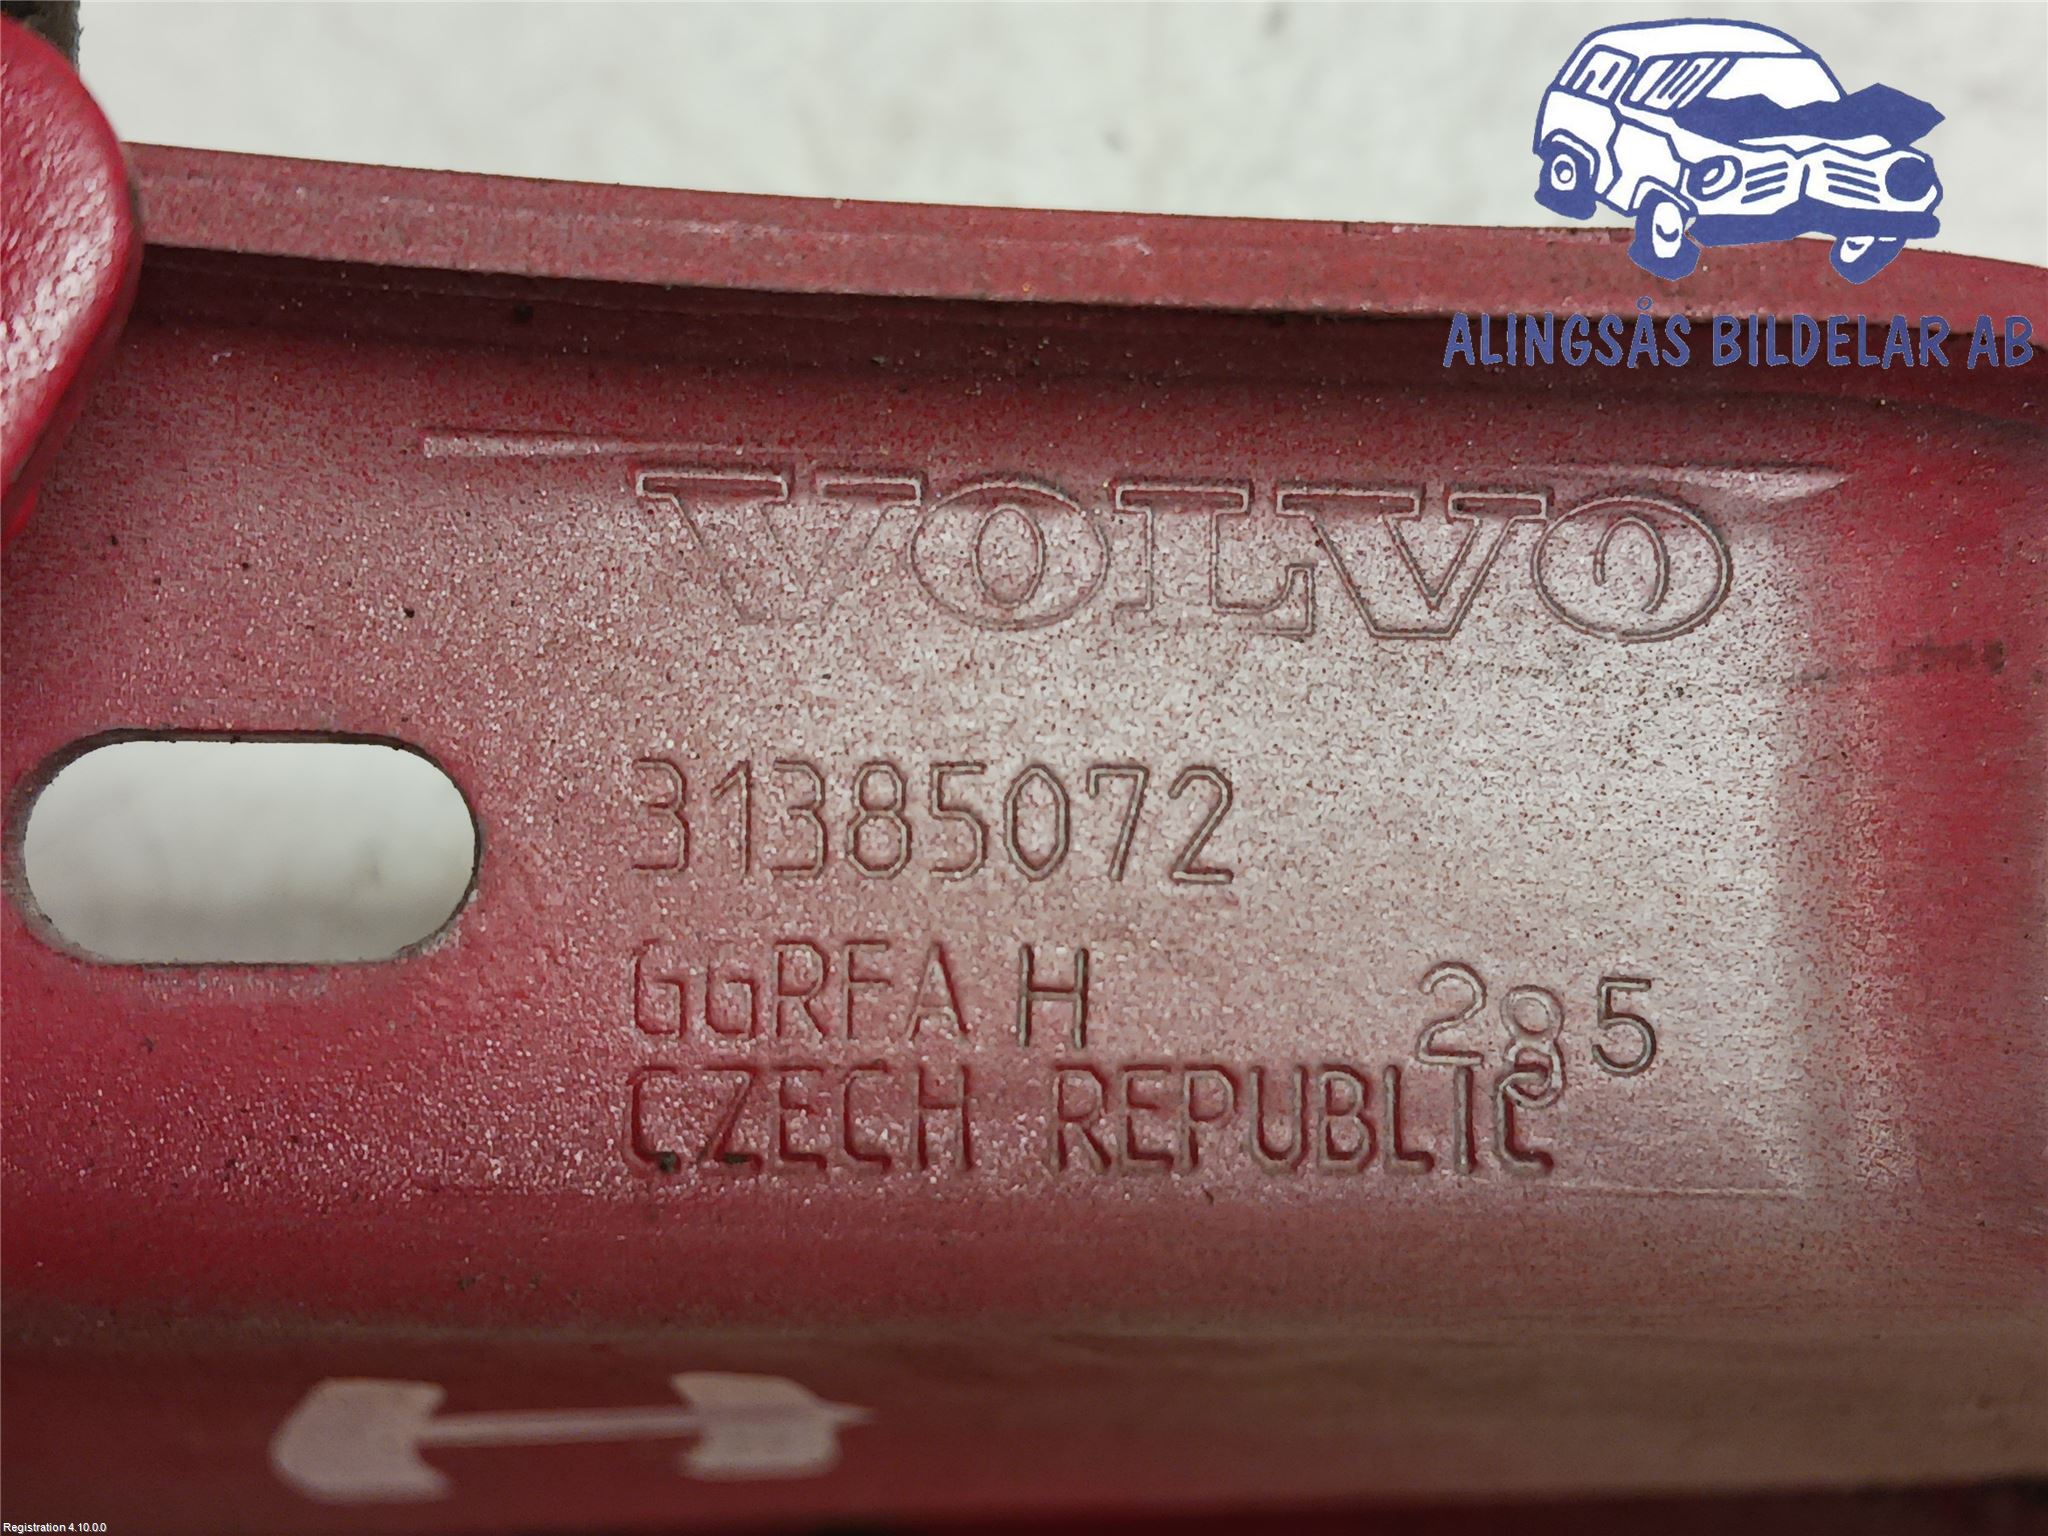 ALINGSÅS BILDELAR AB
VOLVO
31385072
GGRFA H 285
CZECH REPUBLIC
Registration 4.10.0.0